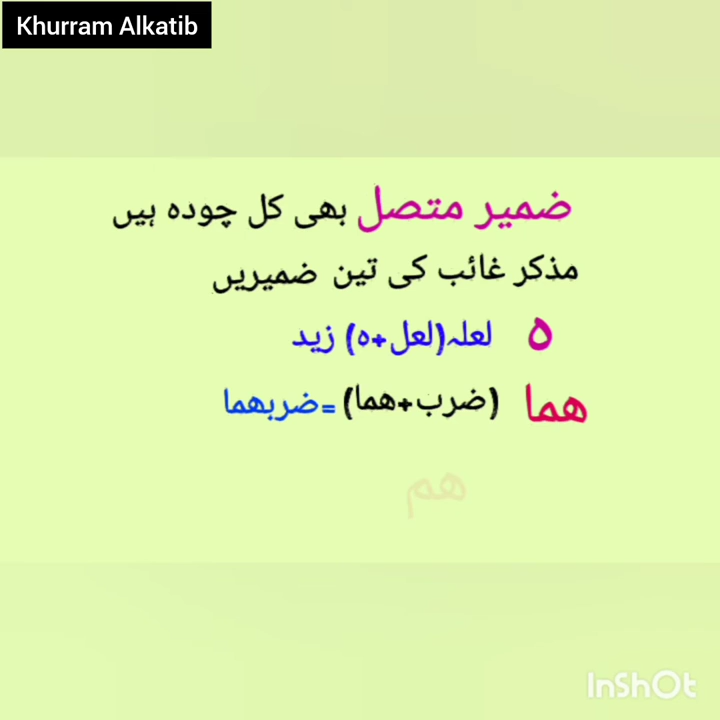 Khurram Alkatib
ضمیر متصل بھی کل چودہ ہیں
مذکر غائب کی تین ضمیریں
ہ لعلہ(لعل+ہ) زید
ھما (ضرب+ھما)=ضربھما
ھم
InShOt